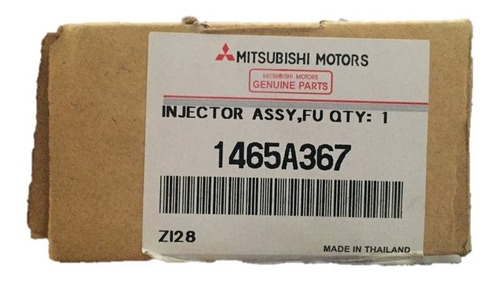 MITSUBISHI MOTORS
MITSUBISHI MOTORS
GENUINE PARTS
INJECTOR ASSY,FU QTY: 1
1465A367
ZI28
MADE IN THAILAND